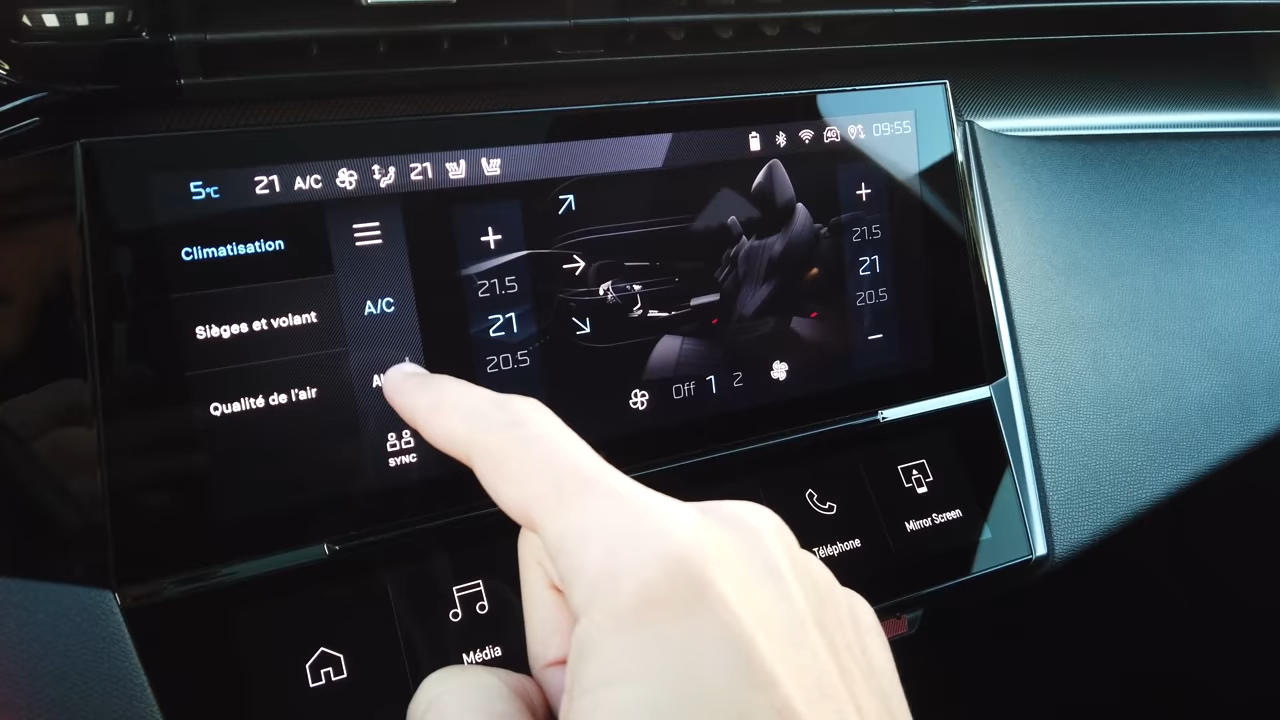 5°C 21 A/C 21 4G 09:55
Climatisation
Sièges et volant
Qualité de l'air
A/C
SYNC
+
21.5
21
20.5
Off 1 2
+
21.5
21
20.5
−
Média
Téléphone
Mirror Screen